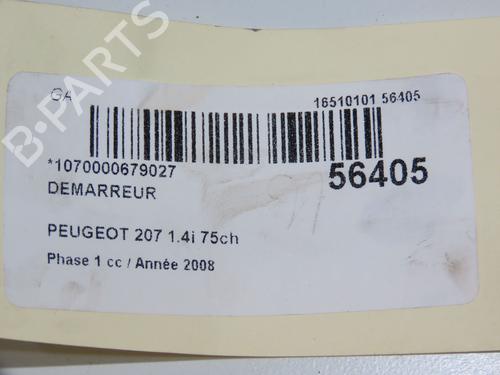 B-PARTS
GA
16510101 56405
*1070000679027
56405
DEMARREUR
PEUGEOT 207 1.4i 75ch
Phase 1 cc / Année 2008